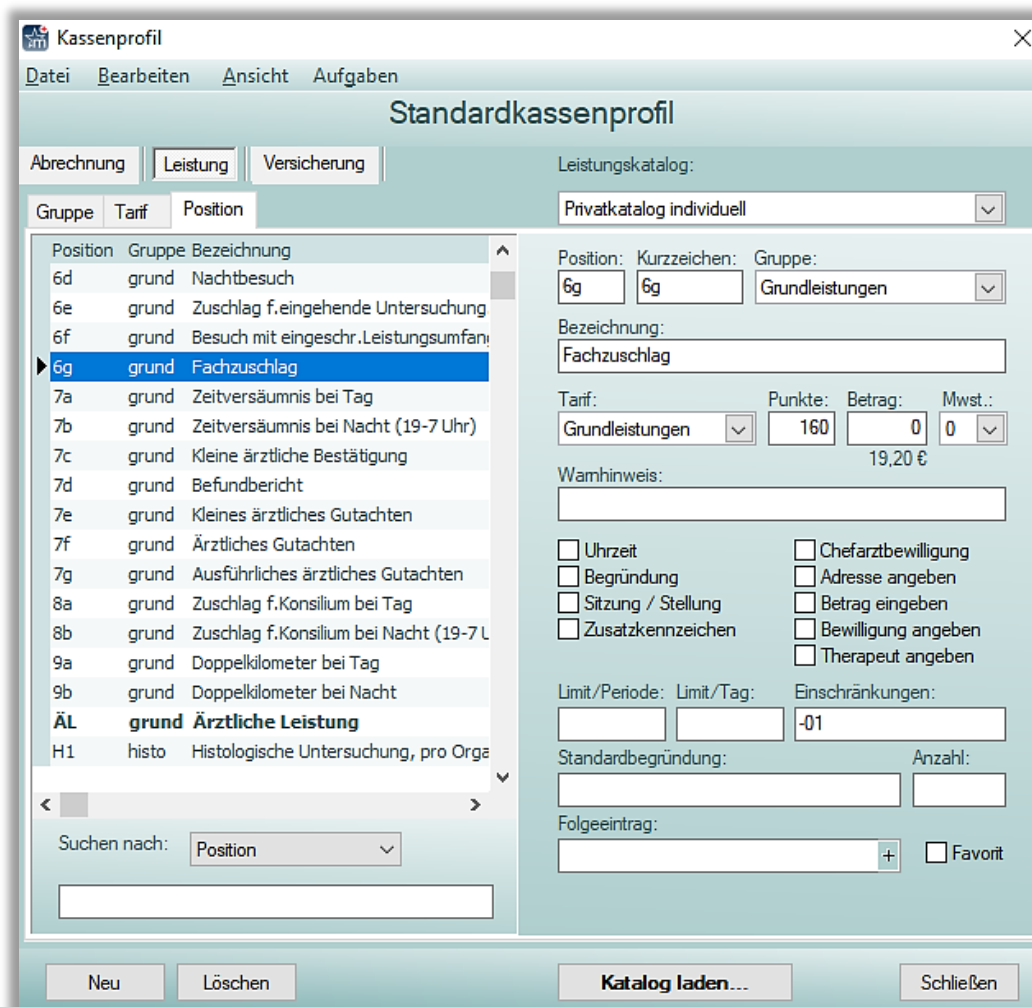 Kassenprofil
Datei Bearbeiten Ansicht Aufgaben
Standardkassenprofil
Abrechnung Leistung Versicherung
Gruppe Tarif Position
Position Gruppe Bezeichnung
6d grund Nachtbesuch
6e grund Zuschlag f.eingehende Untersuchung
6f grund Besuch mit eingeschr.Leistungsumfan
6g grund Fachzuschlag
7a grund Zeitversäumnis bei Tag
7b grund Zeitversäumnis bei Nacht (19-7 Uhr)
7c grund Kleine ärztliche Bestätigung
7d grund Befundbericht
7e grund Kleines ärztliches Gutachten
7f grund Ärztliches Gutachten
7g grund Ausführliches ärztliches Gutachten
8a grund Zuschlag f.Konsilium bei Tag
8b grund Zuschlag f.Konsilium bei Nacht (19-7 U
9a grund Doppelkilometer bei Tag
9b grund Doppelkilometer bei Nacht
ÄL grund Ärztliche Leistung
H1 histo Histologische Untersuchung, pro Orga
Suchen nach: Position
Leistungskatalog:
Privatkatalog individuell
Position: Kurzzeichen: Gruppe:
6g 6g Grundleistungen
Bezeichnung:
Fachzuschlag
Tarif: Punkte: Betrag: Mwst.:
Grundleistungen 160 0 0
19,20 €
Warnhinweis:
Uhrzeit Chefarztbewilligung
Begründung Adresse angeben
Sitzung / Stellung Betrag eingeben
Zusatzkennzeichen Bewilligung angeben
Therapeut angeben
Limit/Periode: Limit/Tag: Einschränkungen:
-01
Standardbegründung: Anzahl:
Folgeeintrag:
+ Favorit
Neu Löschen Katalog laden... Schließen